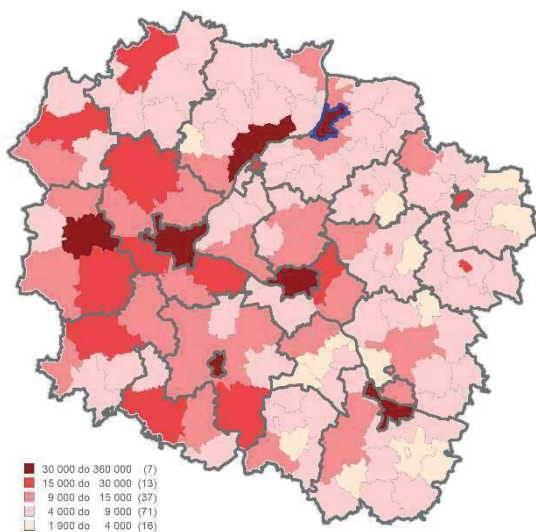 30 000 do 360 000 (7)
15 000 do 30 000 (13)
9 000 do 15 000 (37)
4 000 do 9 000 (71)
1 900 do 4 000 (16)